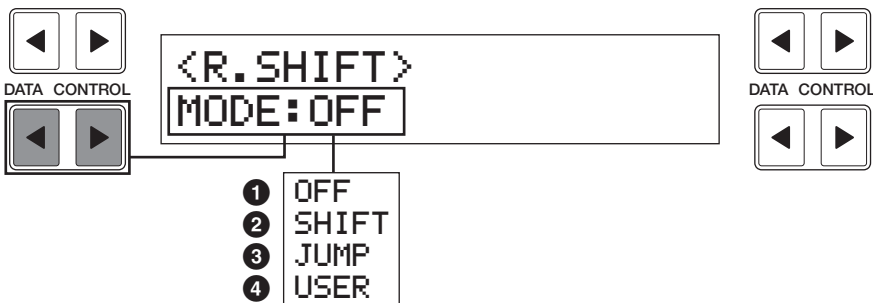 DATA CONTROL
<R.SHIFT>
MODE:OFF
DATA CONTROL
1 OFF
2 SHIFT
3 JUMP
4 USER